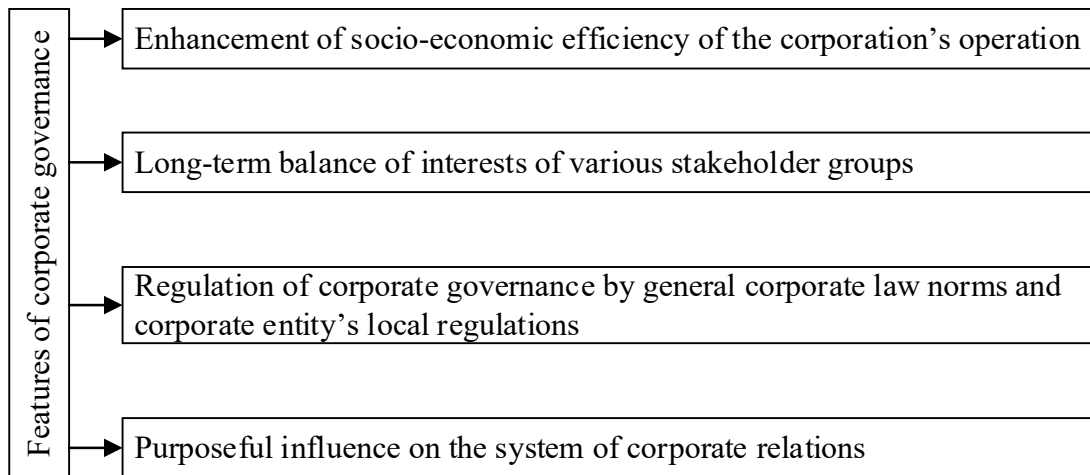 Features of corporate governance
Enhancement of socio-economic efficiency of the corporation’s operation
Long-term balance of interests of various stakeholder groups
Regulation of corporate governance by general corporate law norms and
corporate entity’s local regulations
Purposeful influence on the system of corporate relations